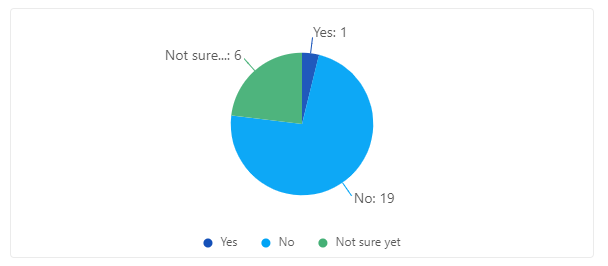 Yes: 1
Not sure...: 6
No: 19
Yes No Not sure yet